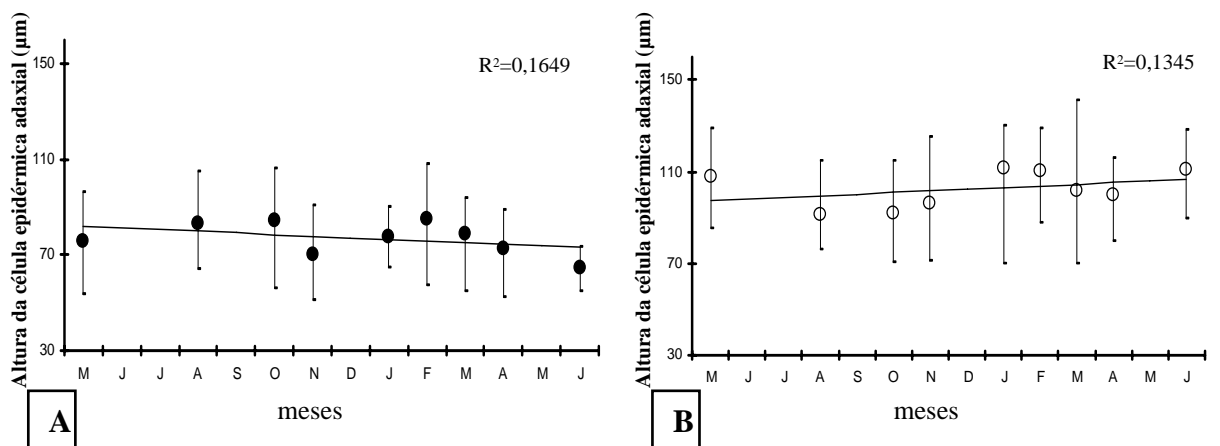 Altura da célula epidérmica adaxial (µm)
R²=0,1649
150
110
70
30
M J J A S O N D J F M A M J
meses
A
Altura da célula epidérmica adaxial (µm)
R²=0,1345
150
110
70
30
M J J A S O N D J F M A M J
meses
B